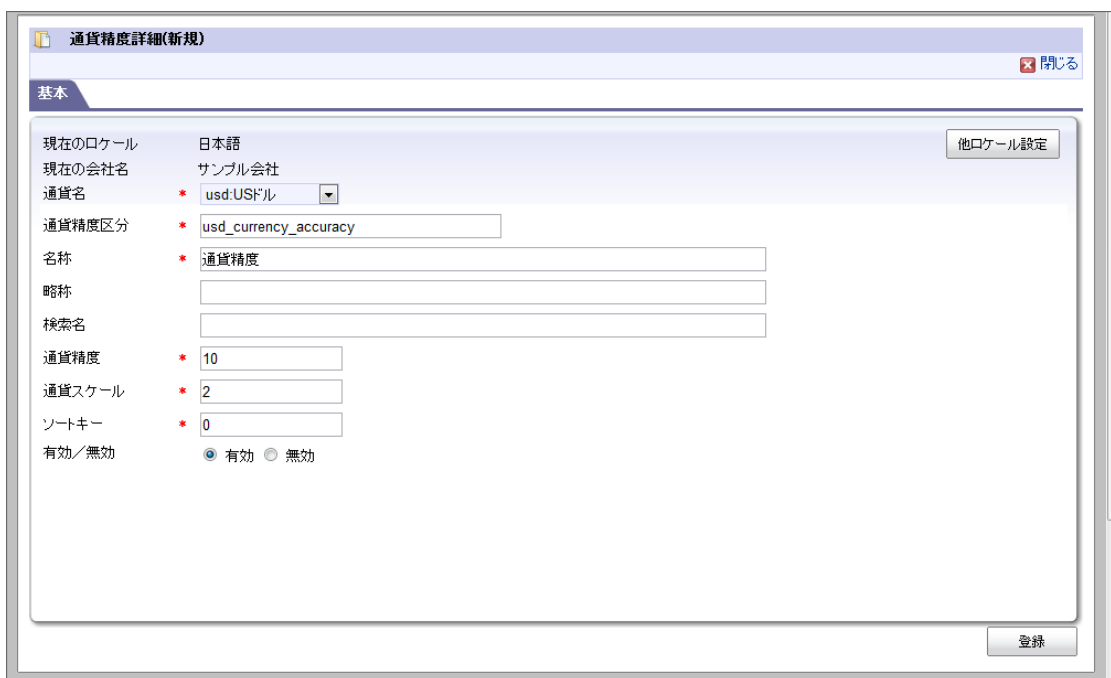 通貨精度詳細(新規)
閉じる
基本
現在のロケール 日本語 他ロケール設定
現在の会社名 サンプル会社
通貨名 * usd:USドル
通貨精度区分 * usd_currency_accuracy
名称 * 通貨精度
略称
検索名
通貨精度 * 10
通貨スケール * 2
ソートキー * 0
有効／無効 有効 無効
登録